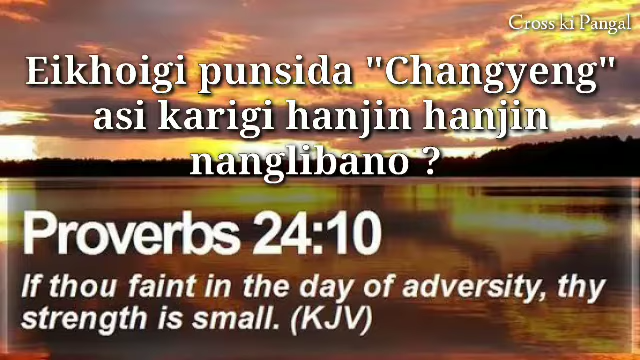 Cross ki Pangal
Eikhoigi punsida "Changyeng"
asi karigi hanjin hanjin
nanglibano ?
Proverbs 24:10
If thou faint in the day of adversity, thy
strength is small. (KJV)